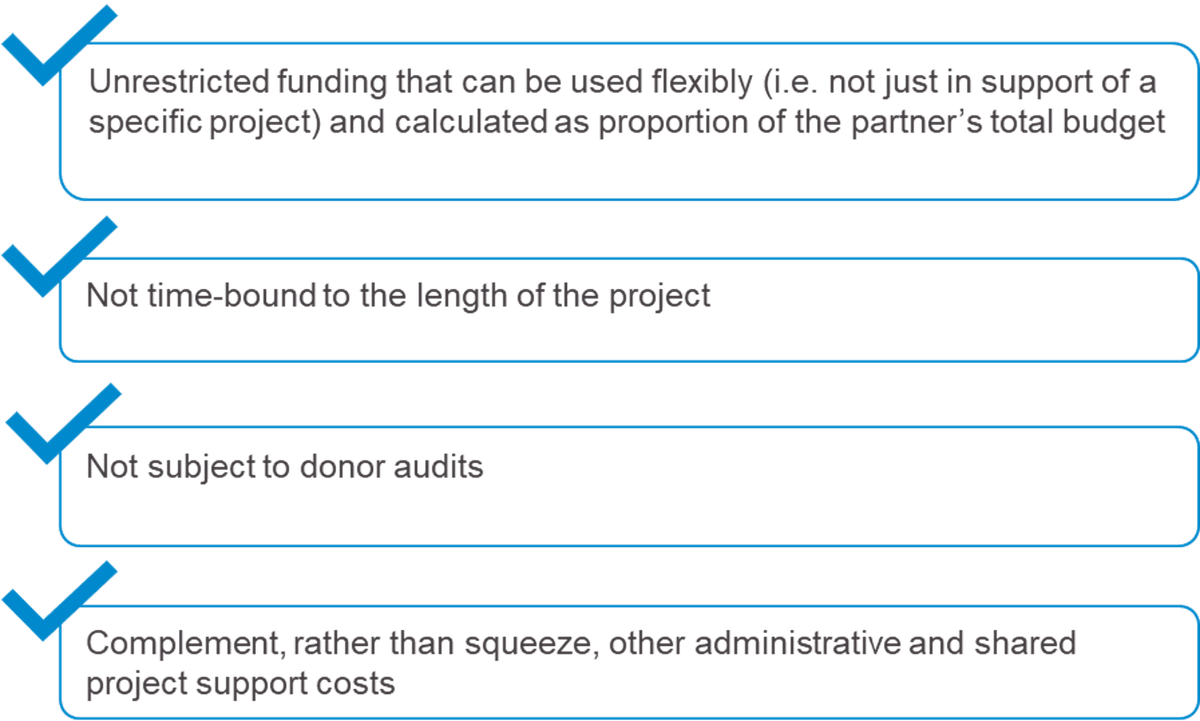 Unrestricted funding that can be used flexibly (i.e. not just in support of a
specific project) and calculated as proportion of the partner’s total budget
Not time-bound to the length of the project
Not subject to donor audits
Complement, rather than squeeze, other administrative and shared
project support costs